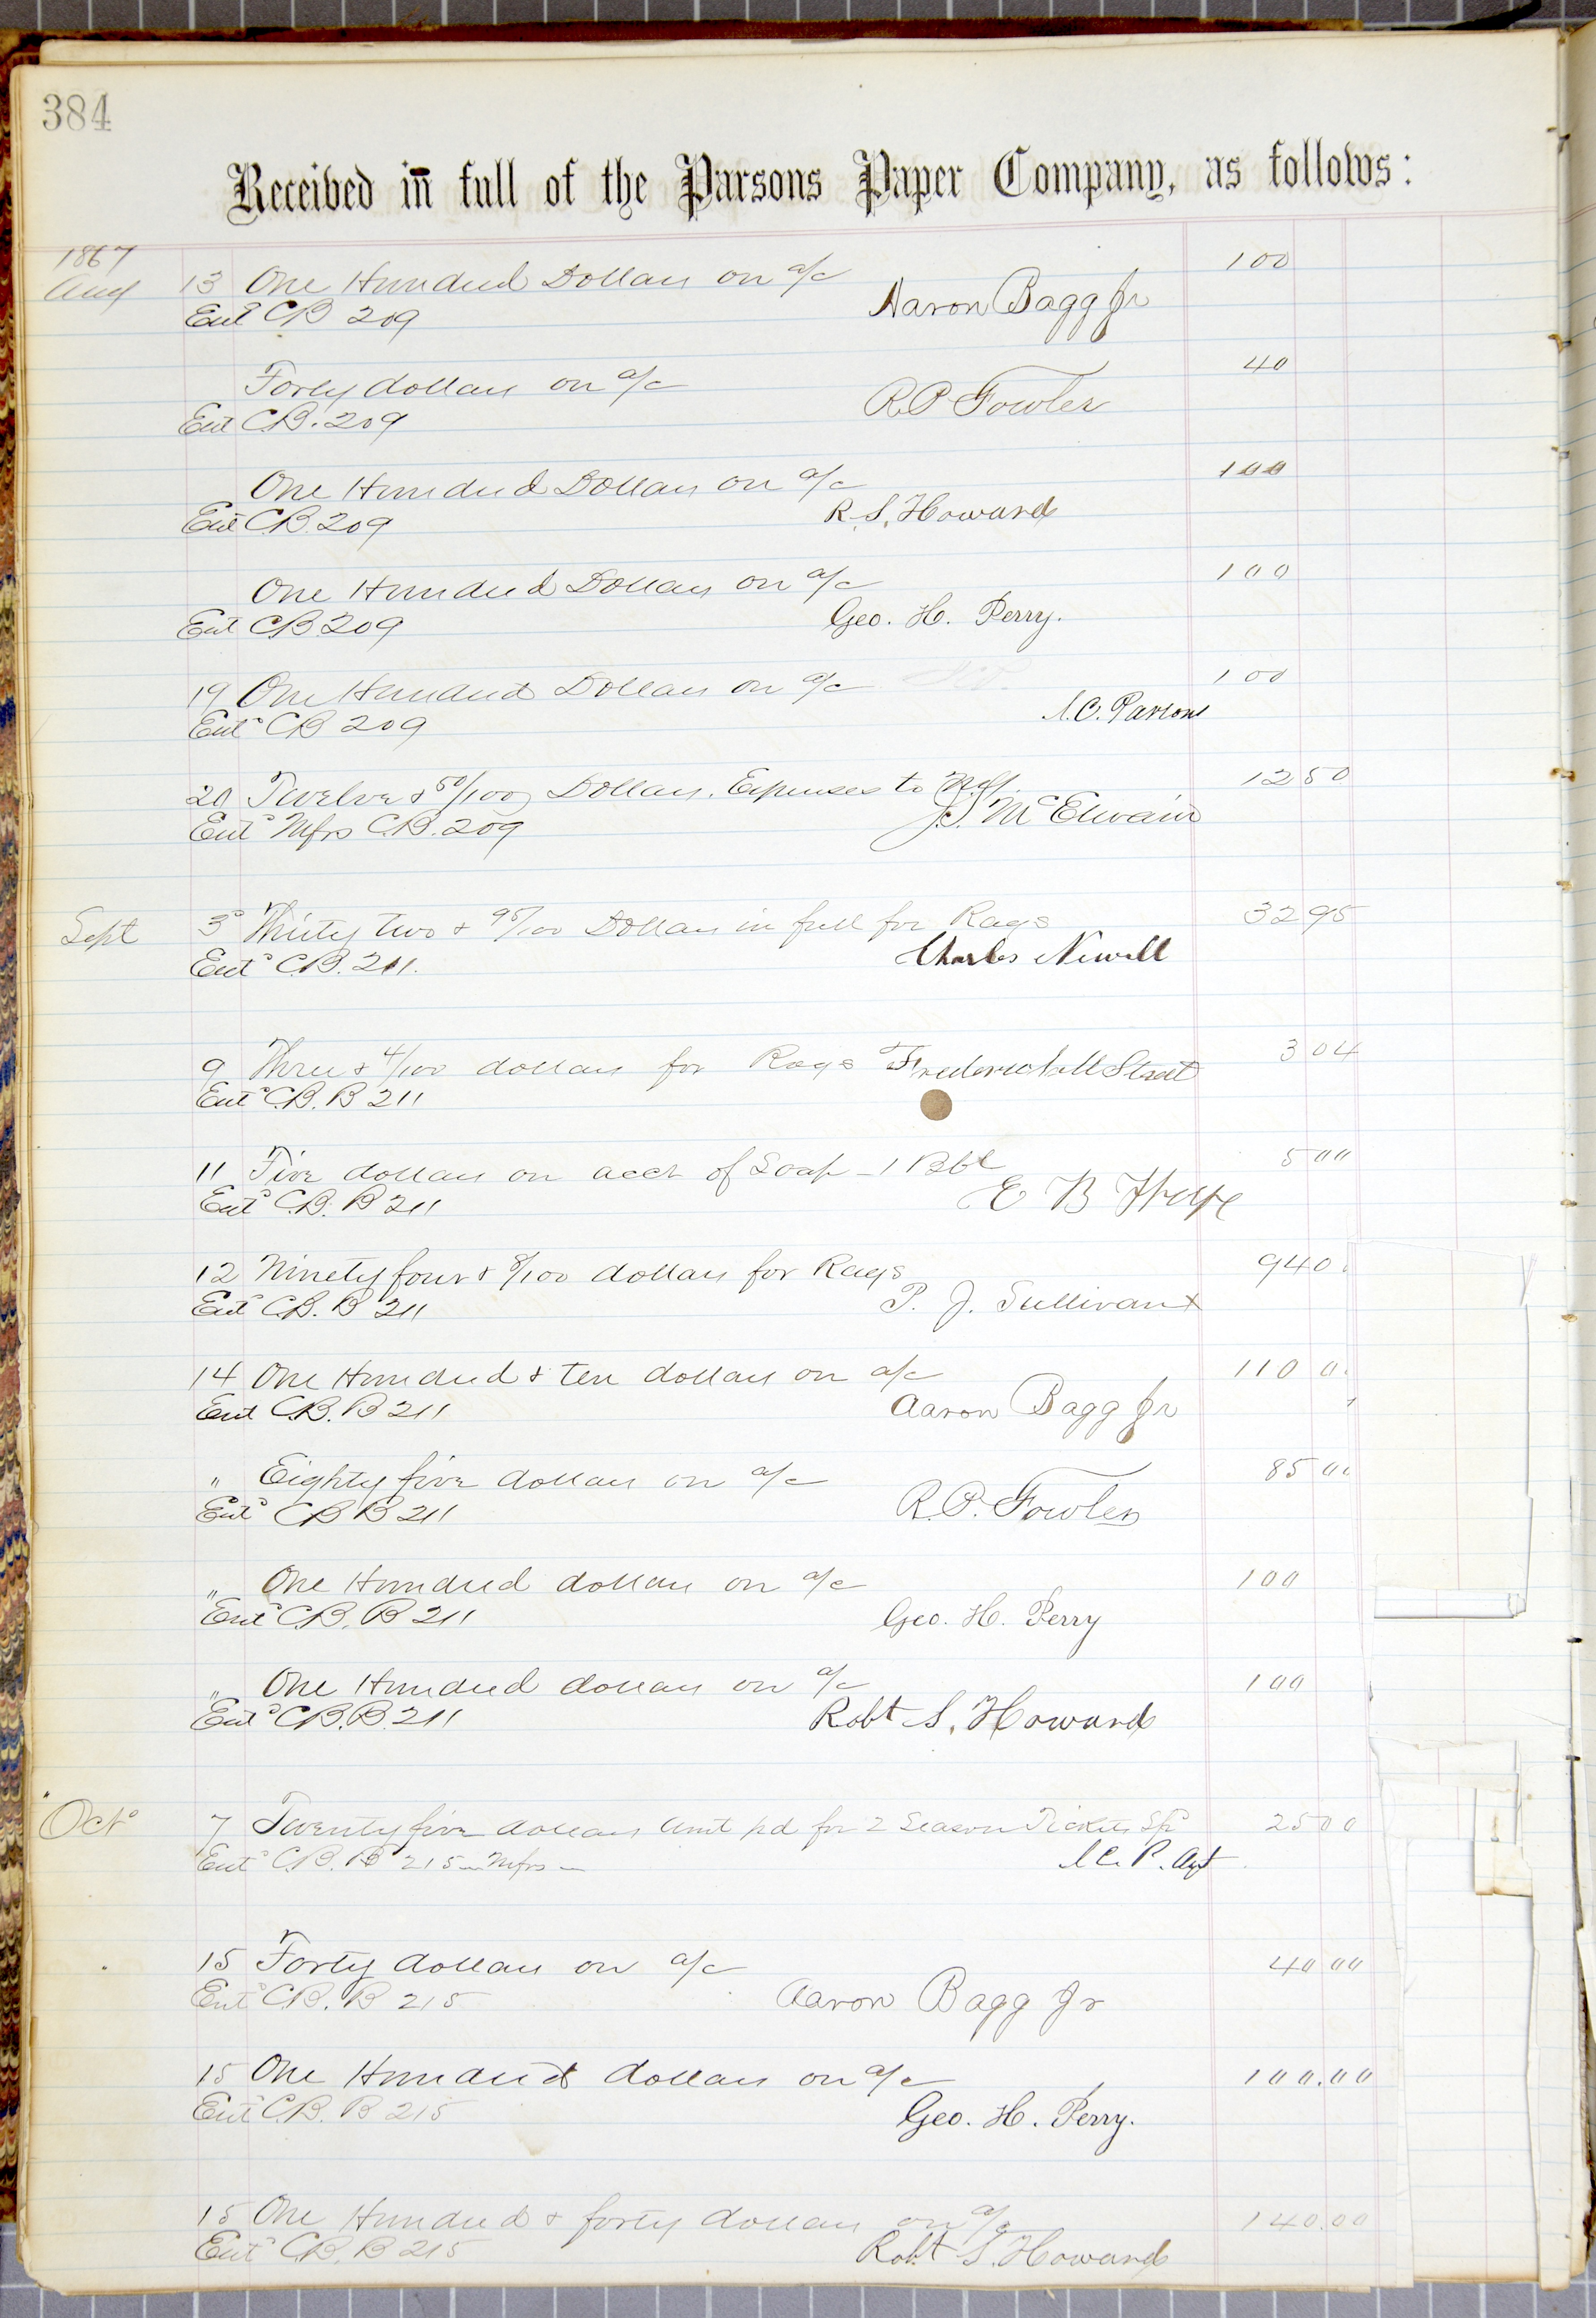 384
Received in full of the Parsons Paper Company, as follows:
1867
Aug 13 One Hundred Dollars on a/c 100
Entd CB 209 Aaron Bagg Jr
Forty dollars on a/c 40
Ent CB. 209 R. P. Fowler
One Hundred Dollars on a/c 100
Entd C.B. 209 R. S. Howard
One Hundred Dollars on a/c 100
Ent CB 209 Geo. H. Perry.
19 One Hundred Dollars on a/c 100
Entd CB 209 J. C. Parsons
20 Twelve & 50/100 Dollars. Expenses to 12 50
Entd Mfrs C.B. 209 J. S. McElwain
Sept 3d Thirty two & 95/100 Dollars in full for Rags 32 95
Entd C.B. 211. Charles Newell
9 Three & 4/100 dollars for Rags Frederick M Street 3 04
Entd C.B. B 211
11 Five dollars on acct of Soap - 1 Bbl 5 00
Entd C.B. B 211 E B
12 Ninety four & 8/100 dollars for Rags 94 0
Entd C.B. B 211 P. J. Sullivan
14 One Hundred & ten dollars on a/c 110 0
Ent C.B. B 211 Aaron Bagg Jr
" Eighty five dollars on a/c 85 00
Entd CB B 211 R. P. Fowler
" One Hundred dollars on a/c 100
Entd C.B. B 211 Geo. H. Perry
" One Hundred dollars on a/c 100
Entd C.B. B. 211 Robt S. Howard
Octo 7 Twenty five dollars Amt pd for 2 Season Tickets Spd 25 00
Entd C.B. B 215 - Mfrs - J C. P. Agt
15 Forty dollars on a/c 40 00
Entd C.B. B 215 Aaron Bagg Jr
15 One Hundred dollars on a/c 100.00
Entd C.B. B 215 Geo. H. Perry.
15 One Hundred & forty dollars on a/c 140.00
Entd C.B. B 215 Robt S. Howard